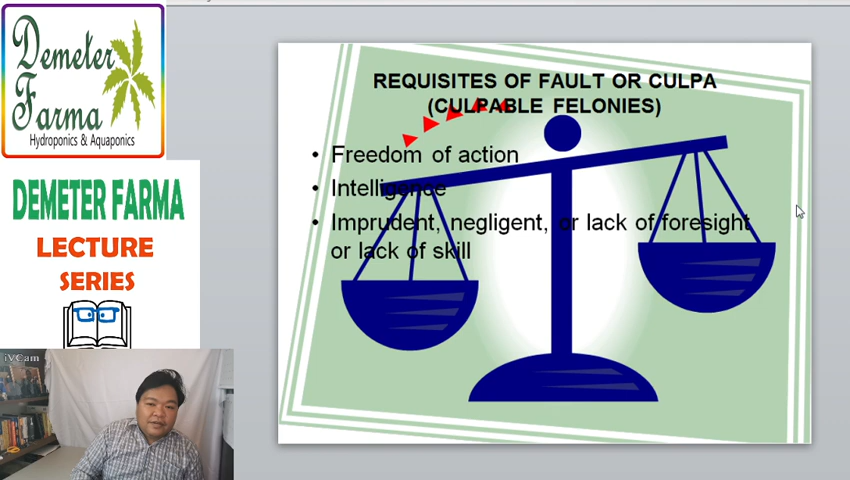 Demeter
Farma
Hydroponics & Aquaponics
DEMETER FARMA
LECTURE
SERIES
iVCam
REQUISITES OF FAULT OR CULPA
(CULPABLE FELONIES)
• Freedom of action
• Intelligence
• Imprudent, negligent, or lack of foresight
or lack of skill